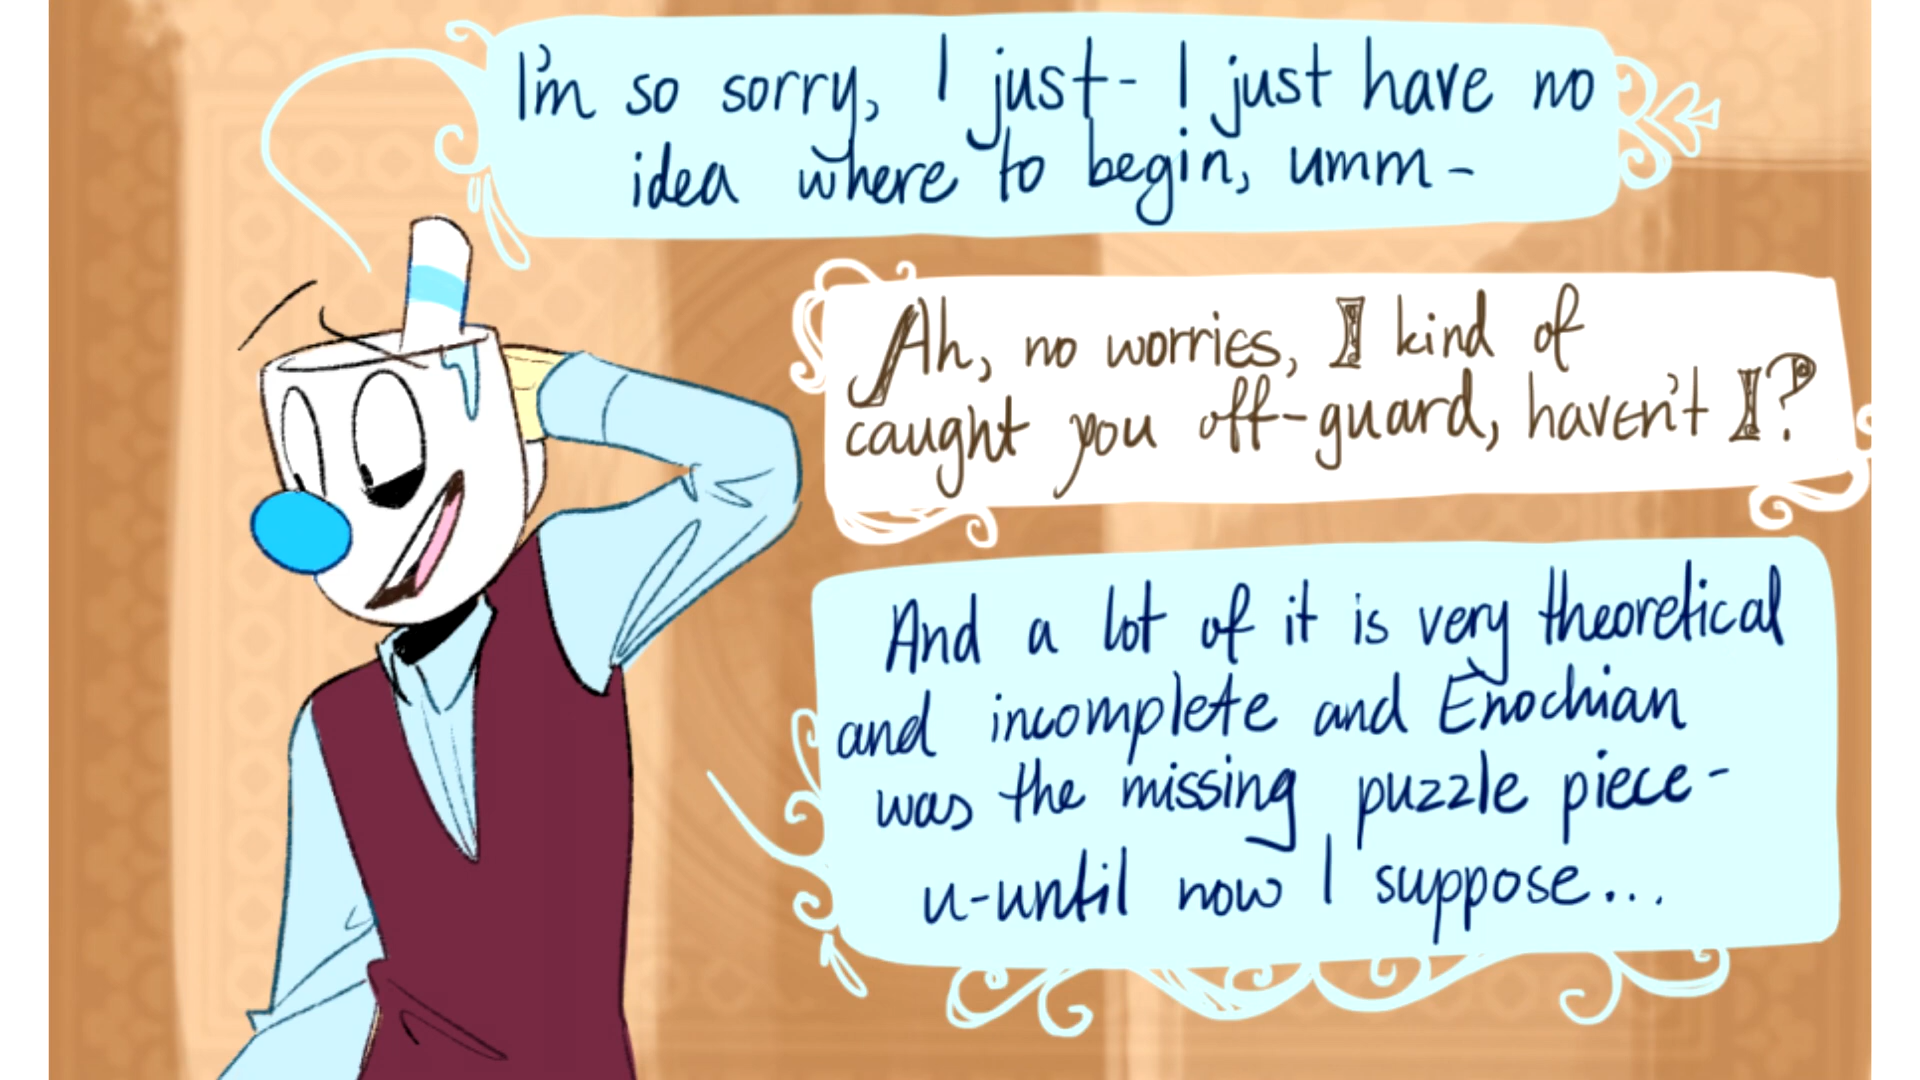 I'm so sorry, I just- I just have no
idea where to begin, umm-
Ah, no worries, I kind of
caught you off-guard, haven't I?
And a lot of it is very theoretical
and incomplete and Enochian
was the missing puzzle piece-
u-until now I suppose...